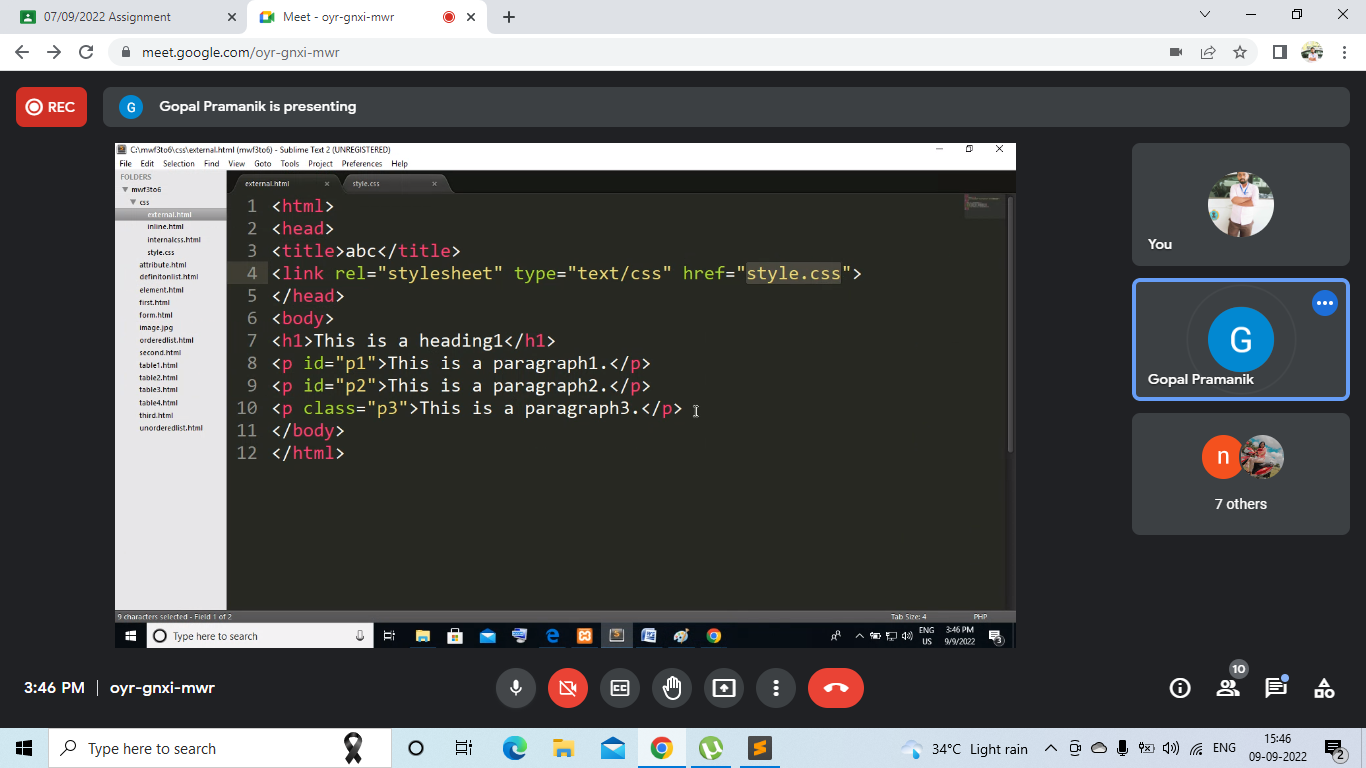 07/09/2022 Assignment
Meet - oyr-gnxi-mwr
meet.google.com/oyr-gnxi-mwr
REC
G
Gopal Pramanik is presenting
C:\mwf3to6\css\external.html (mwf3to6) - Sublime Text 2 (UNREGISTERED)
File Edit Selection Find View Goto Tools Project Preferences Help
FOLDERS
mwf3to6
css
external.html
inline.html
internalcss.html
style.css
attribute.html
definitonlist.html
element.html
first.html
form.html
image.jpg
orderedlist.html
second.html
table1.html
table2.html
table3.html
table4.html
third.html
unorderedlist.html
external.html
style.css
1 <html>
2 <head>
3 <title>abc</title>
4 <link rel="stylesheet" type="text/css" href="style.css">
5 </head>
6 <body>
7 <h1>This is a heading1</h1>
8 <p id="p1">This is a paragraph1.</p>
9 <p id="p2">This is a paragraph2.</p>
10 <p class="p3">This is a paragraph3.</p>
11 </body>
12 </html>
9 characters selected - Field 1 of 2
Tab Size: 4
PHP
Type here to search
ENG
US
3:46 PM
9/9/2022
3
You
G
Gopal Pramanik
n
7 others
3:46 PM | oyr-gnxi-mwr
CC
10
Type here to search
34°C Light rain
ENG
15:46
09-09-2022
2